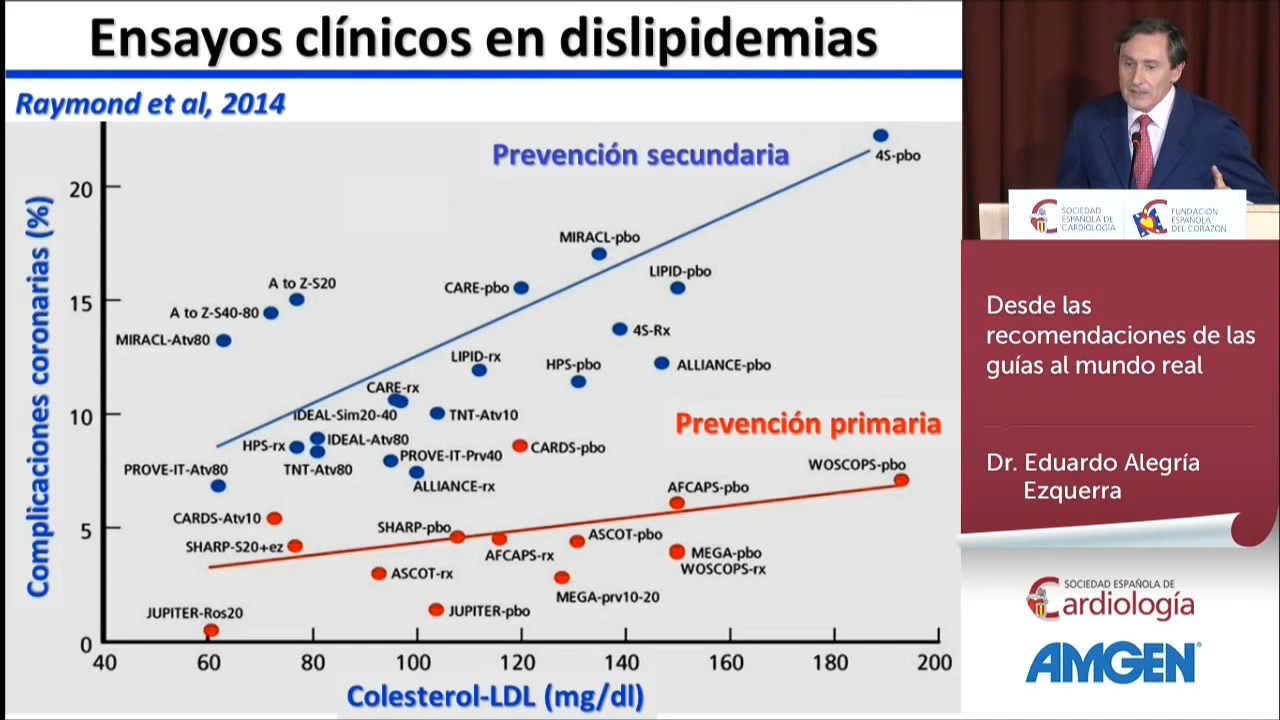 Ensayos clínicos en dislipidemias
Raymond et al, 2014
Complicaciones coronarias (%)
20
15
10
5
0
40
60
80
100
120
140
160
180
200
Colesterol-LDL (mg/dl)
Prevención secundaria
4S-pbo
MIRACL-pbo
LIPID-pbo
CARE-pbo
A to Z-S20
A to Z-S40-80
MIRACL-Atv80
4S-Rx
LIPID-rx
HPS-pbo
ALLIANCE-pbo
CARE-rx
IDEAL-Sim20-40
TNT-Atv10
Prevención primaria
HPS-rx
IDEAL-Atv80
CARDS-pbo
PROVE-IT-Prv40
PROVE-IT-Atv80
TNT-Atv80
WOSCOPS-pbo
ALLIANCE-rx
AFCAPS-pbo
CARDS-Atv10
SHARP-pbo
ASCOT-pbo
SHARP-S20+ez
AFCAPS-rx
MEGA-pbo
WOSCOPS-rx
ASCOT-rx
MEGA-prv10-20
JUPITER-Ros20
JUPITER-pbo
SOCIEDAD
ESPAÑOLA DE
CARDIOLOGÍA
FUNDACIÓN
ESPAÑOLA
DEL CORAZÓN
Desde las
recomendaciones de las
guías al mundo real
Dr. Eduardo Alegría
Ezquerra
SOCIEDAD ESPAÑOLA DE
Cardiología
AMGEN